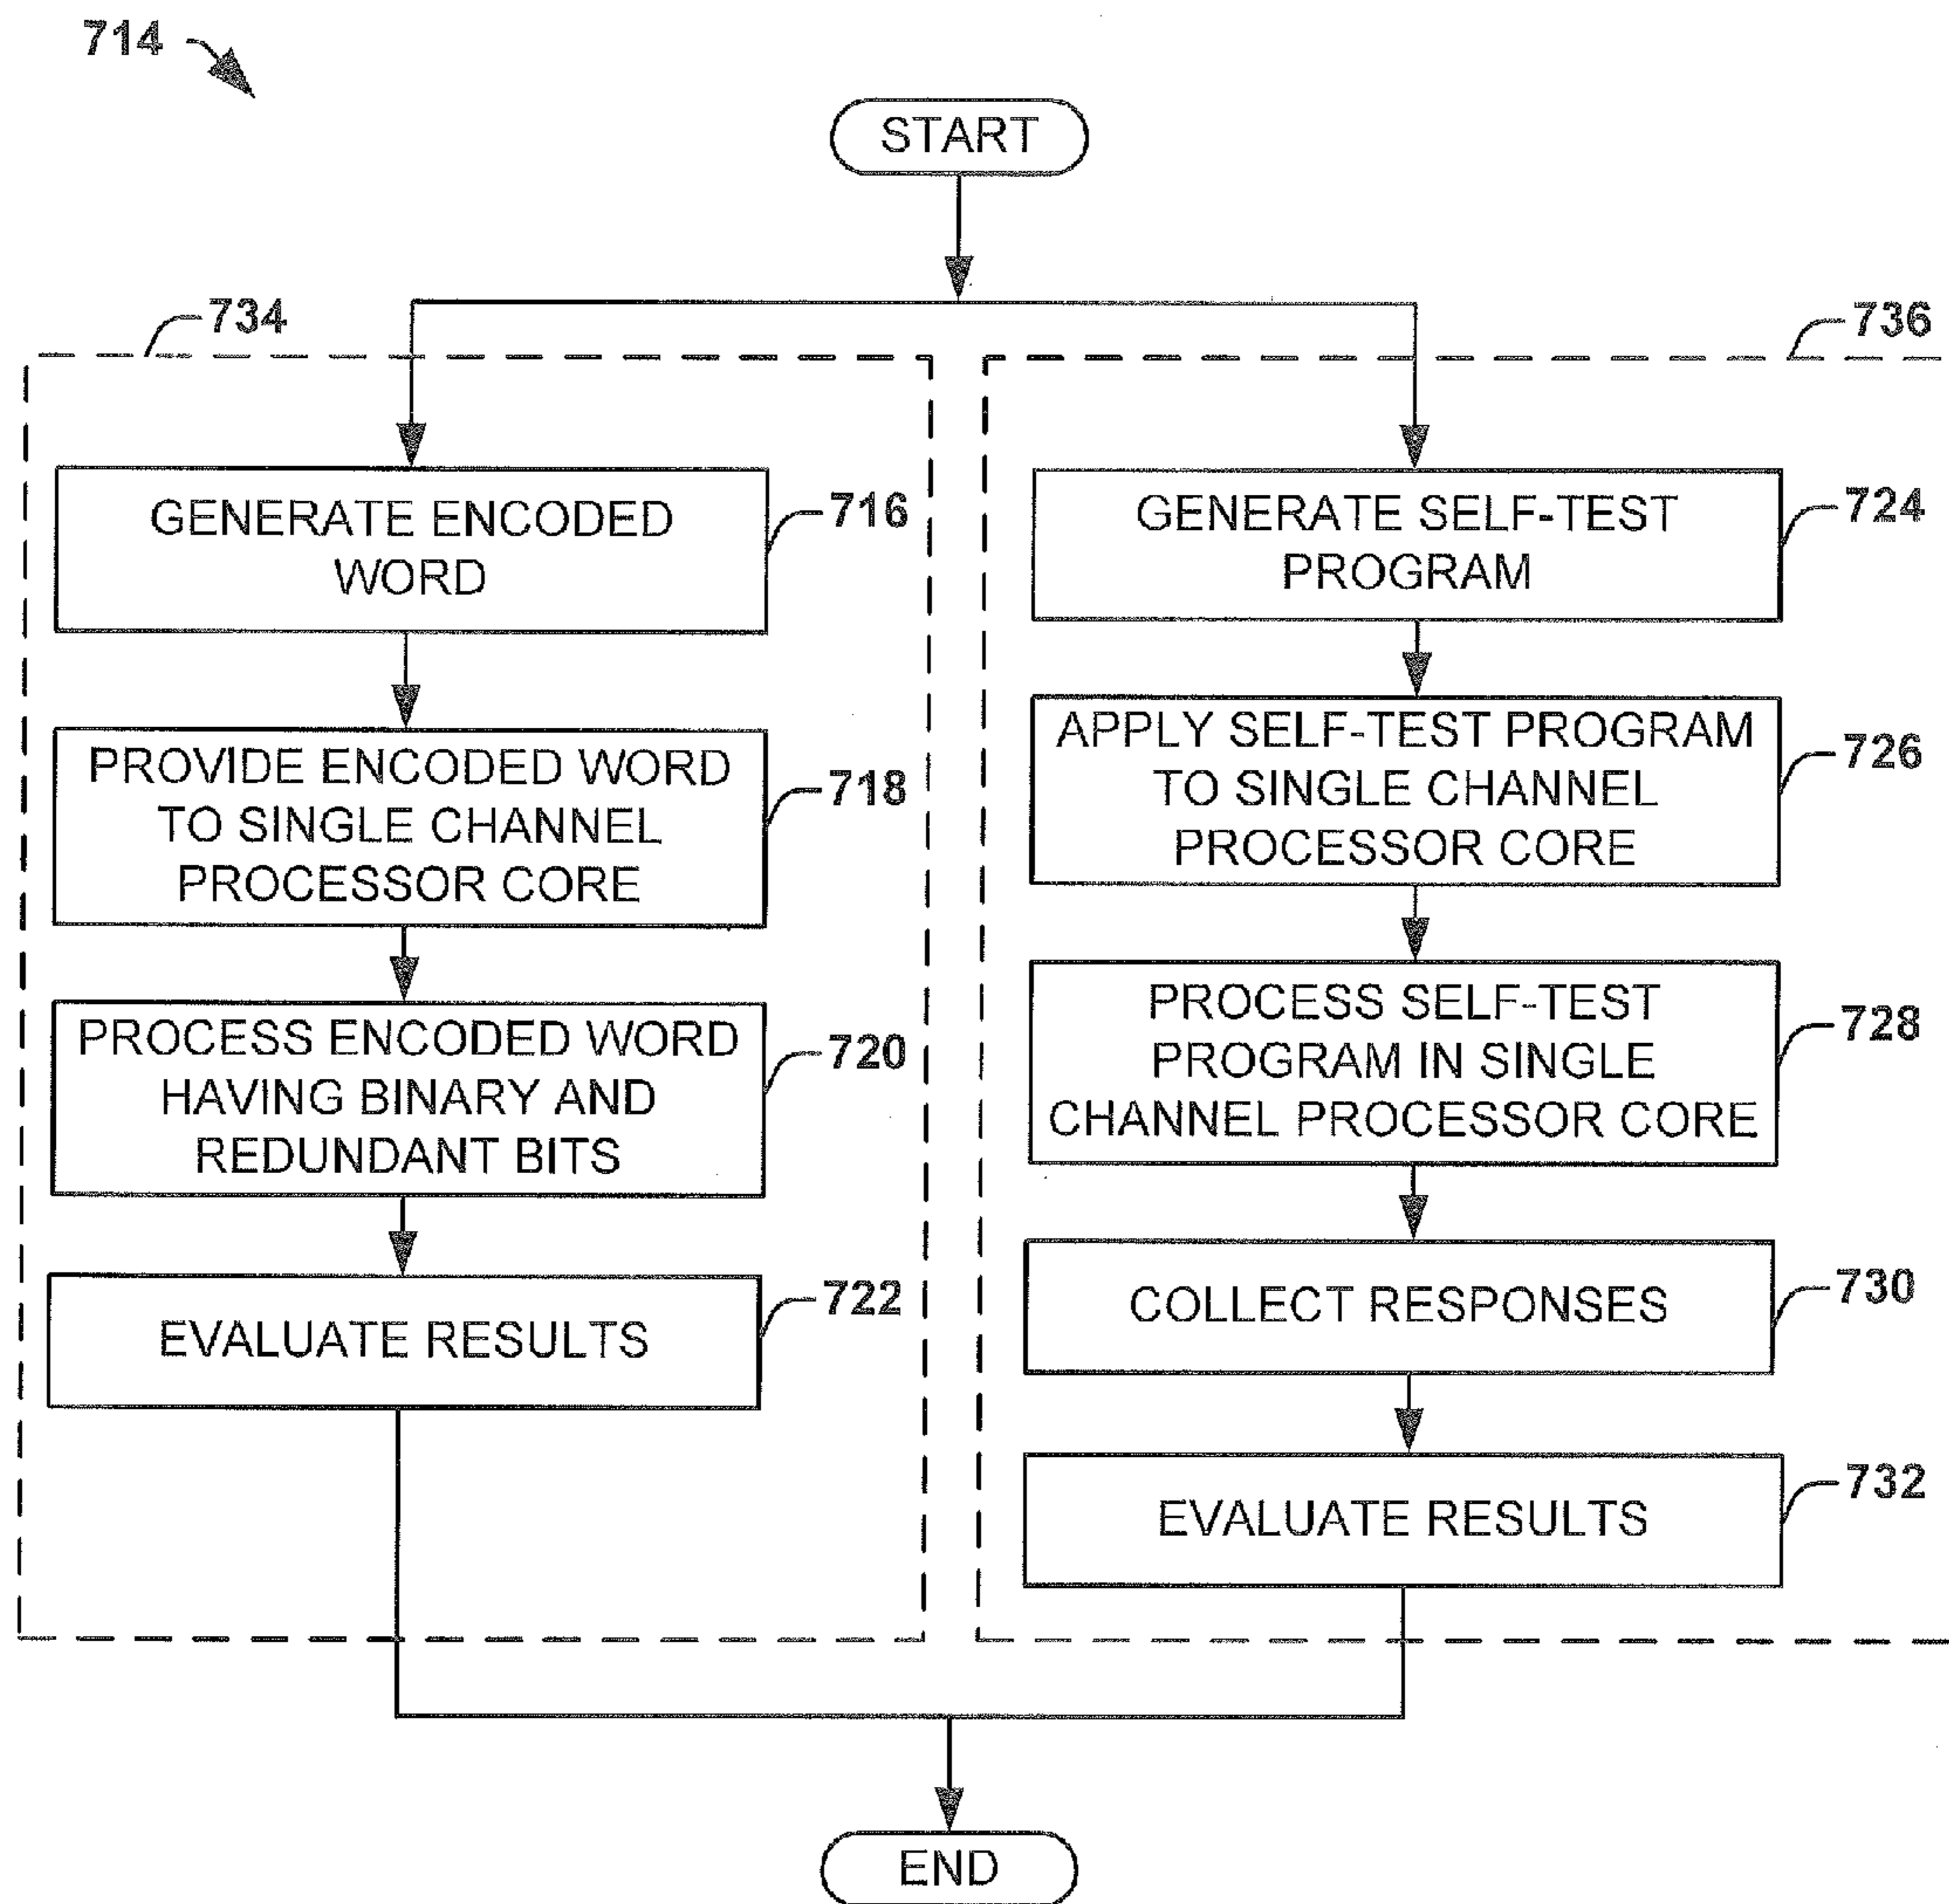 714
START
734
736
GENERATE ENCODED
WORD
716
PROVIDE ENCODED WORD
TO SINGLE CHANNEL
PROCESSOR CORE
718
PROCESS ENCODED WORD
HAVING BINARY AND
REDUNDANT BITS
720
EVALUATE RESULTS
722
GENERATE SELF-TEST
PROGRAM
724
APPLY SELF-TEST PROGRAM
TO SINGLE CHANNEL
PROCESSOR CORE
726
PROCESS SELF-TEST
PROGRAM IN SINGLE
CHANNEL PROCESSOR CORE
728
COLLECT RESPONSES
730
EVALUATE RESULTS
732
END